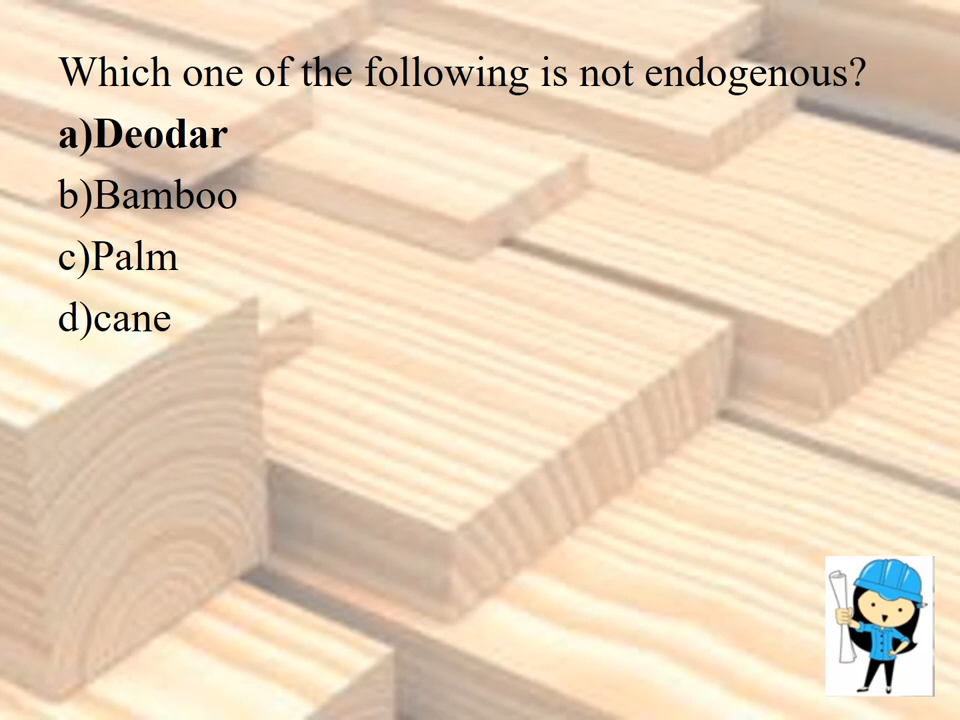 Which one of the following is not endogenous?
a)Deodar
b)Bamboo
c)Palm
d)cane